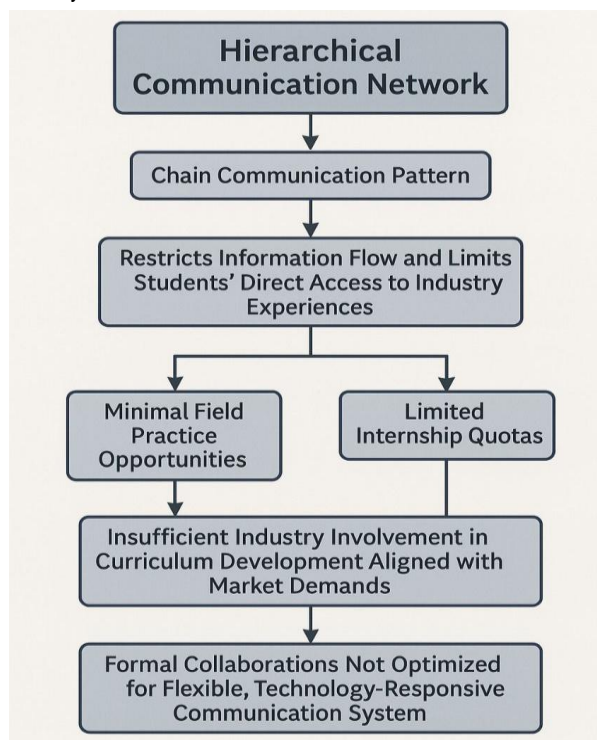 Hierarchical
Communication Network
Chain Communication Pattern
Restricts Information Flow and Limits
Students' Direct Access to Industry
Experiences
Minimal Field
Practice
Opportunities
Limited
Internship Quotas
Insufficient Industry Involvement in
Curriculum Development Aligned with
Market Demands
Formal Collaborations Not Optimized
for Flexible, Technology-Responsive
Communication System